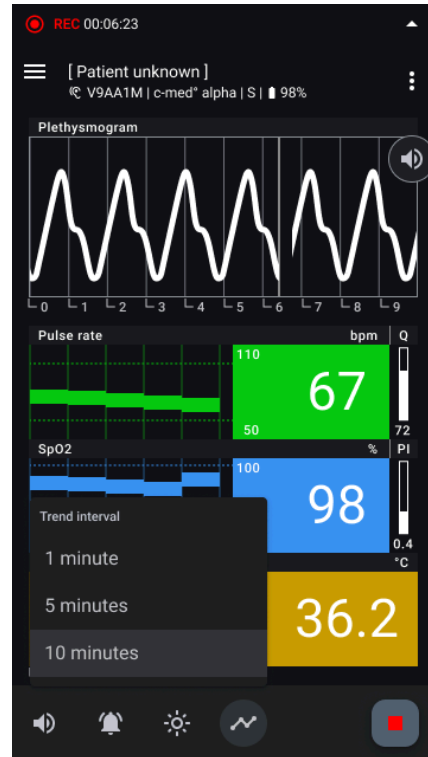 REC 00:06:23
[ Patient unknown ]
V9AA1M | c-med° alpha | S | 98%
Plethysmogram
0 1 2 3 4 5 6 7 8 9
Pulse rate bpm Q
110
67
50
72
SpO2 % PI
100
98
0.4
°C
36.2
Trend interval
1 minute
5 minutes
10 minutes